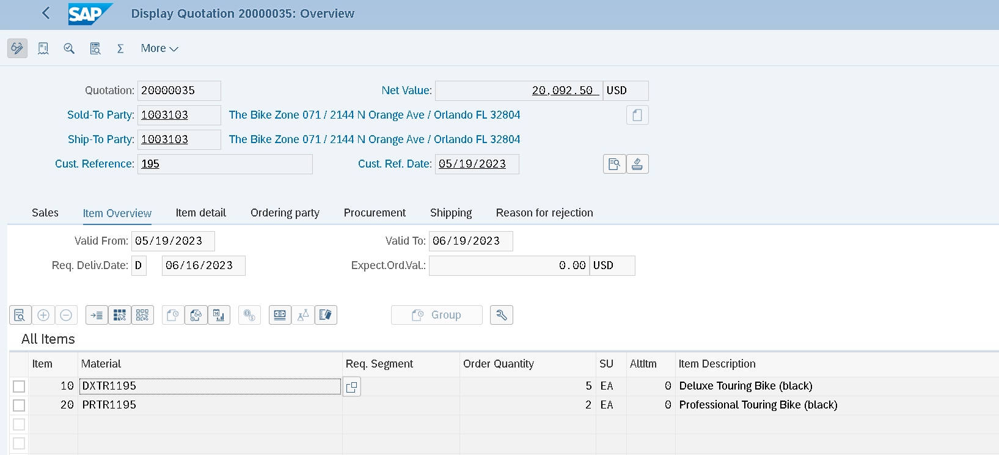 SAP Display Quotation 20000035: Overview
More
Quotation: 20000035 Net Value: 20,092.50 USD
Sold-To Party: 1003103 The Bike Zone 071 / 2144 N Orange Ave / Orlando FL 32804
Ship-To Party: 1003103 The Bike Zone 071 / 2144 N Orange Ave / Orlando FL 32804
Cust. Reference: 195 Cust. Ref. Date: 05/19/2023
Sales Item Overview Item detail Ordering party Procurement Shipping Reason for rejection
Valid From: 05/19/2023 Valid To: 06/19/2023
Req. Deliv.Date: D 06/16/2023 Expect.Ord.Val.: 0.00 USD
Group
All Items
Item Material Req. Segment Order Quantity SU AltItm Item Description
10 DXTR1195 5 EA 0 Deluxe Touring Bike (black)
20 PRTR1195 2 EA 0 Professional Touring Bike (black)